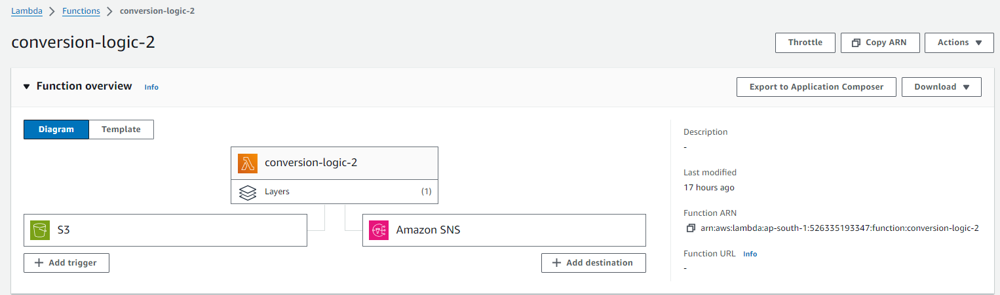 Lambda > Functions > conversion-logic-2
conversion-logic-2
Throttle
Copy ARN
Actions
Function overview Info
Export to Application Composer
Download
Diagram
Template
conversion-logic-2
Layers (1)
S3
Amazon SNS
+ Add trigger
+ Add destination
Description
-
Last modified
17 hours ago
Function ARN
arn:aws:lambda:ap-south-1:526335193347:function:conversion-logic-2
Function URL Info
-